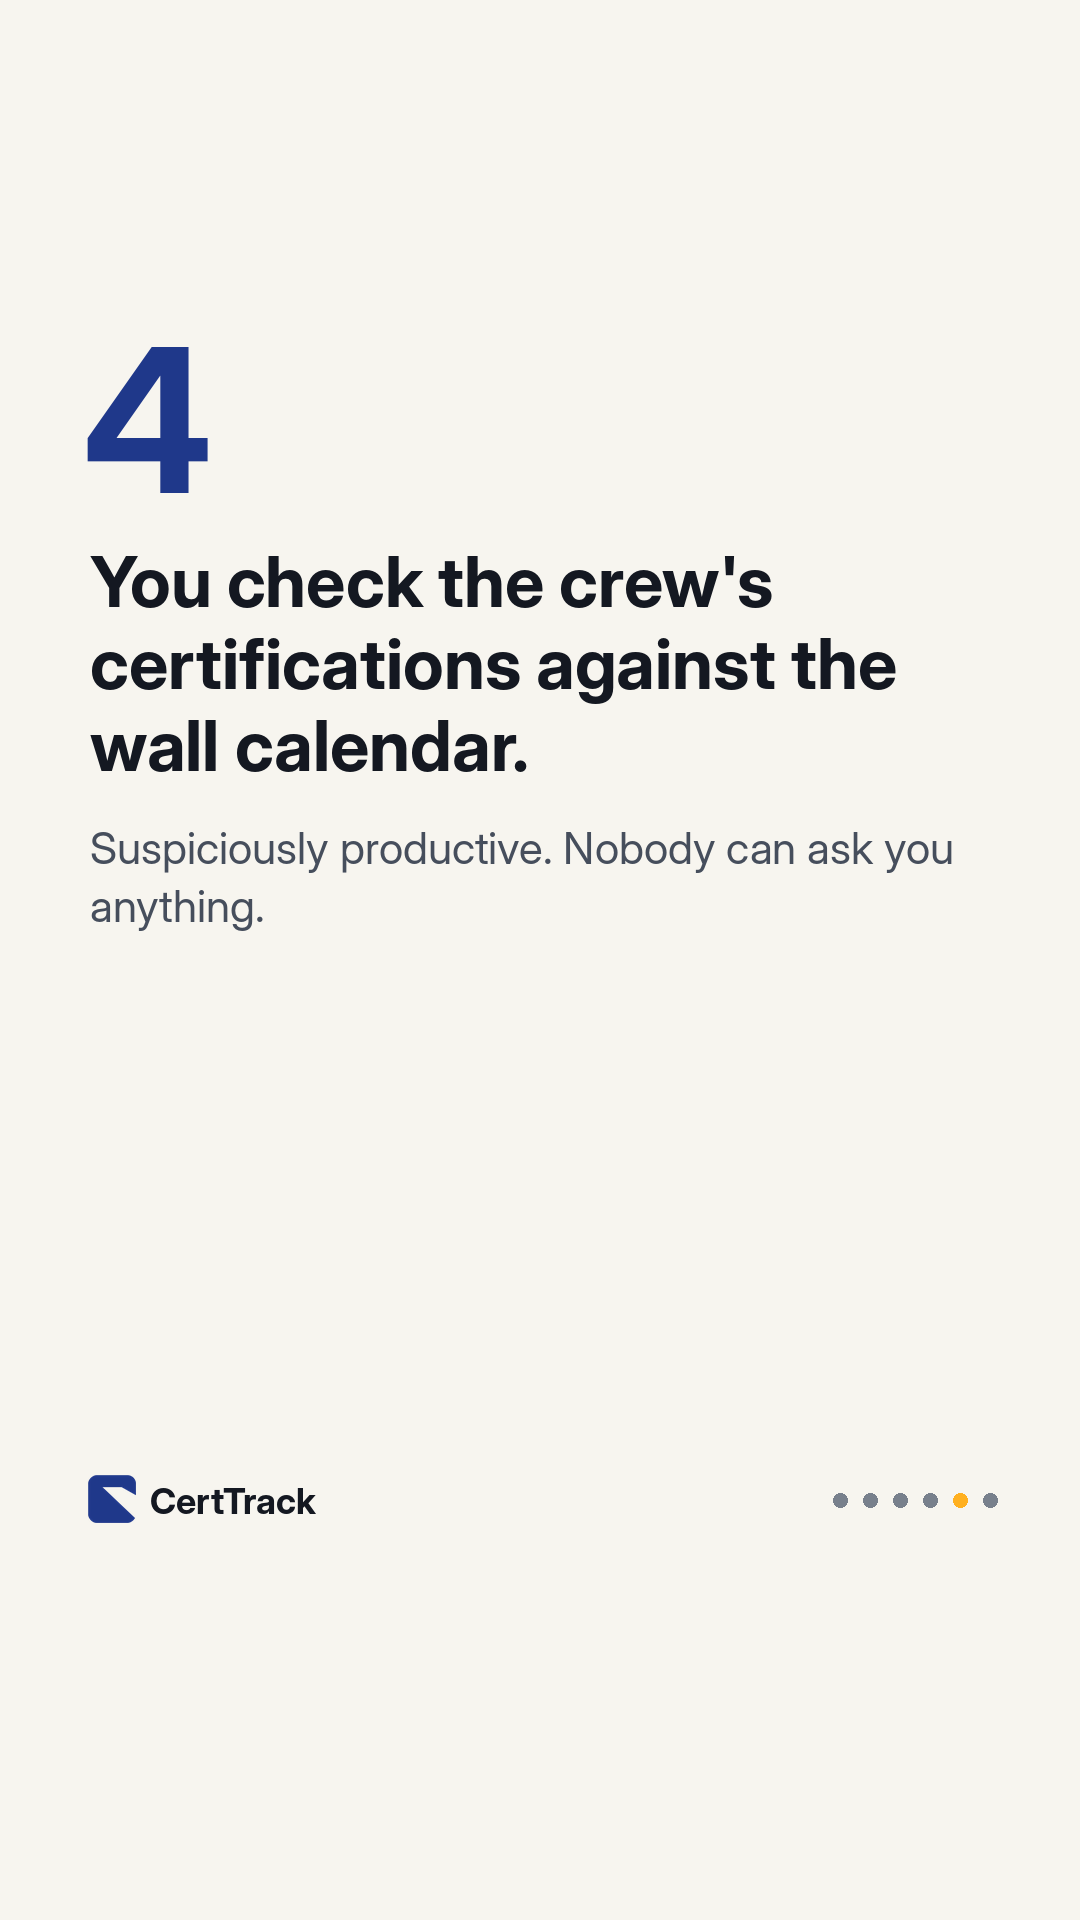 4
You check the crew's
certifications against the
wall calendar.
Suspiciously productive. Nobody can ask you
anything.
CertTrack